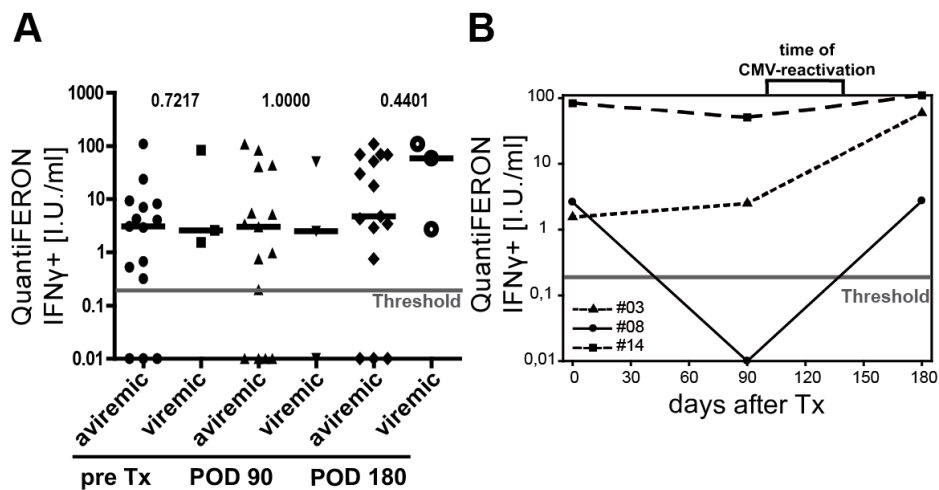 A
QuantiFERON
IFNγ+ [I.U./ml]
1000
100
10
1
0.1
0.01
0.7217 1.0000 0.4401
Threshold
aviremic viremic aviremic viremic aviremic viremic
pre Tx POD 90 POD 180
B
time of
CMV-reactivation
QuantiFERON
IFNγ+ [I.U./ml]
100
10
1
0,1
0,01
Threshold
#03
#08
#14
0 30 60 90 120 150 180
days after Tx